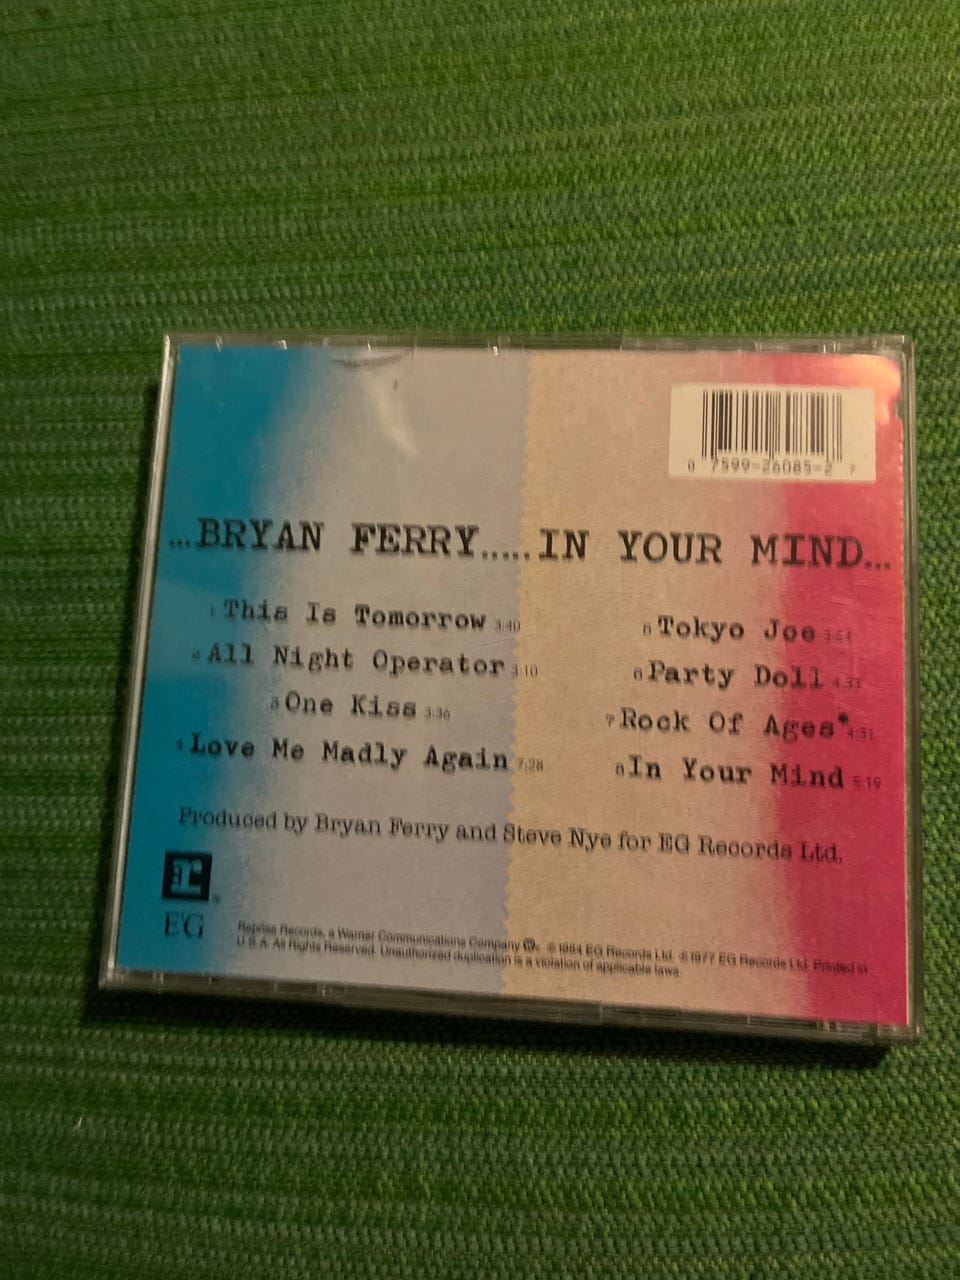 0 7599-26085-2 7
...BRYAN FERRY.....IN YOUR MIND...
1 This Is Tomorrow 3:40
2 All Night Operator 3:10
3 One Kiss 3:36
4 Love Me Madly Again 7:28
5 Tokyo Joe
6 Party Doll
7 Rock Of Ages* 4:31
8 In Your Mind 5:19
Produced by Bryan Ferry and Steve Nye for EG Records Ltd.
r ®
EG
Reprise Records, a Warner Communications Company © 1984 EG Records Ltd. ℗ 1977 EG Records Ltd. Printed in
U.S.A. All Rights Reserved. Unauthorized duplication is a violation of applicable laws.